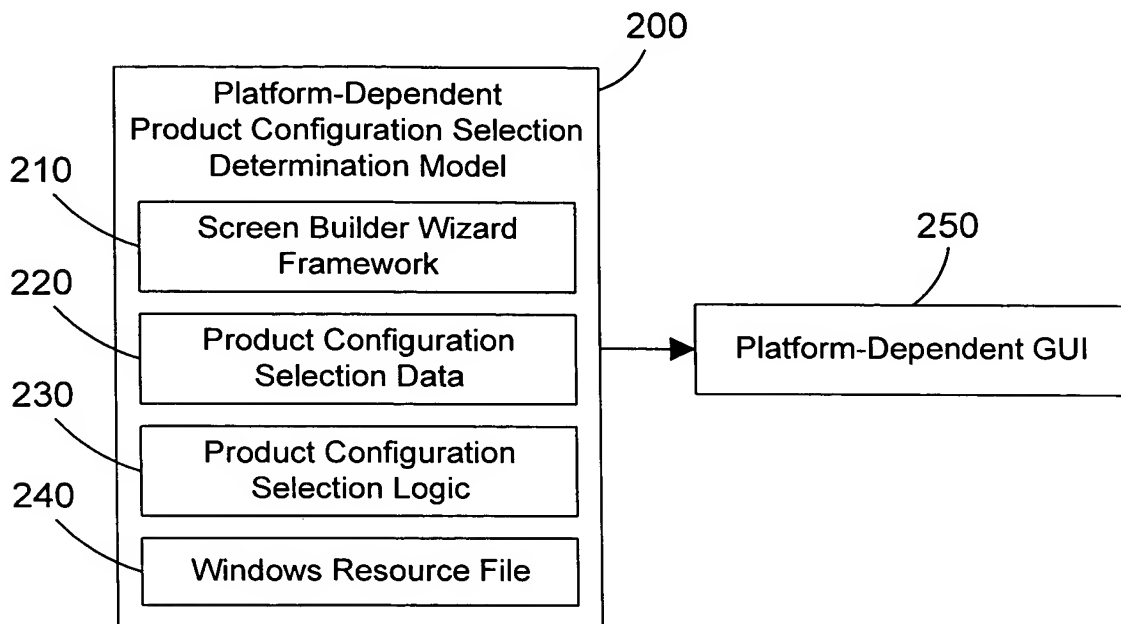 200
Platform-Dependent
Product Configuration Selection
Determination Model
210
Screen Builder Wizard
Framework
220
Product Configuration
Selection Data
230
Product Configuration
Selection Logic
240
Windows Resource File
250
Platform-Dependent GUI